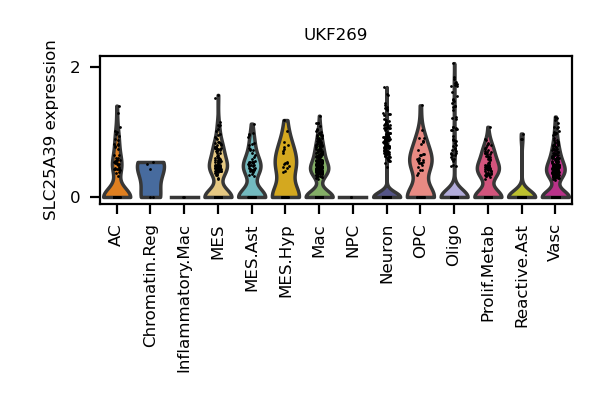 UKF269
SLC25A39 expression
2
0
AC
Chromatin.Reg
Inflammatory.Mac
MES
MES.Ast
MES.Hyp
Mac
NPC
Neuron
OPC
Oligo
Prolif.Metab
Reactive.Ast
Vasc